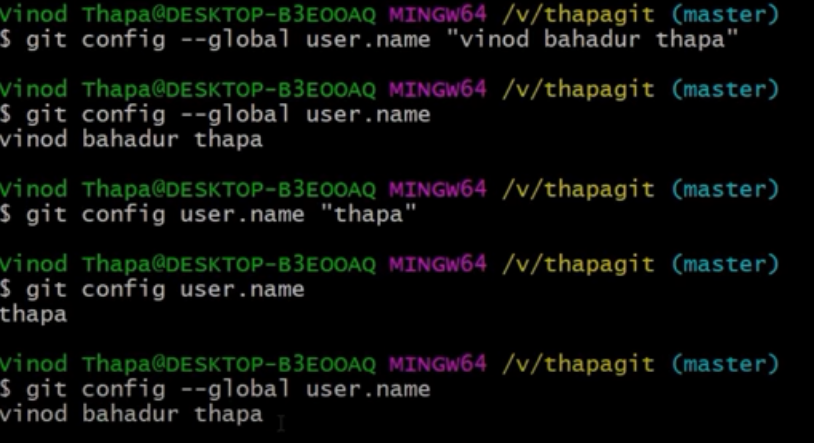 Vinod Thapa@DESKTOP-B3EOOAQ MINGW64 /v/thapagit (master)
$ git config --global user.name "vinod bahadur thapa"
Vinod Thapa@DESKTOP-B3EOOAQ MINGW64 /v/thapagit (master)
$ git config --global user.name
vinod bahadur thapa
Vinod Thapa@DESKTOP-B3EOOAQ MINGW64 /v/thapagit (master)
$ git config user.name "thapa"
Vinod Thapa@DESKTOP-B3EOOAQ MINGW64 /v/thapagit (master)
$ git config user.name
thapa
Vinod Thapa@DESKTOP-B3EOOAQ MINGW64 /v/thapagit (master)
$ git config --global user.name
vinod bahadur thapa